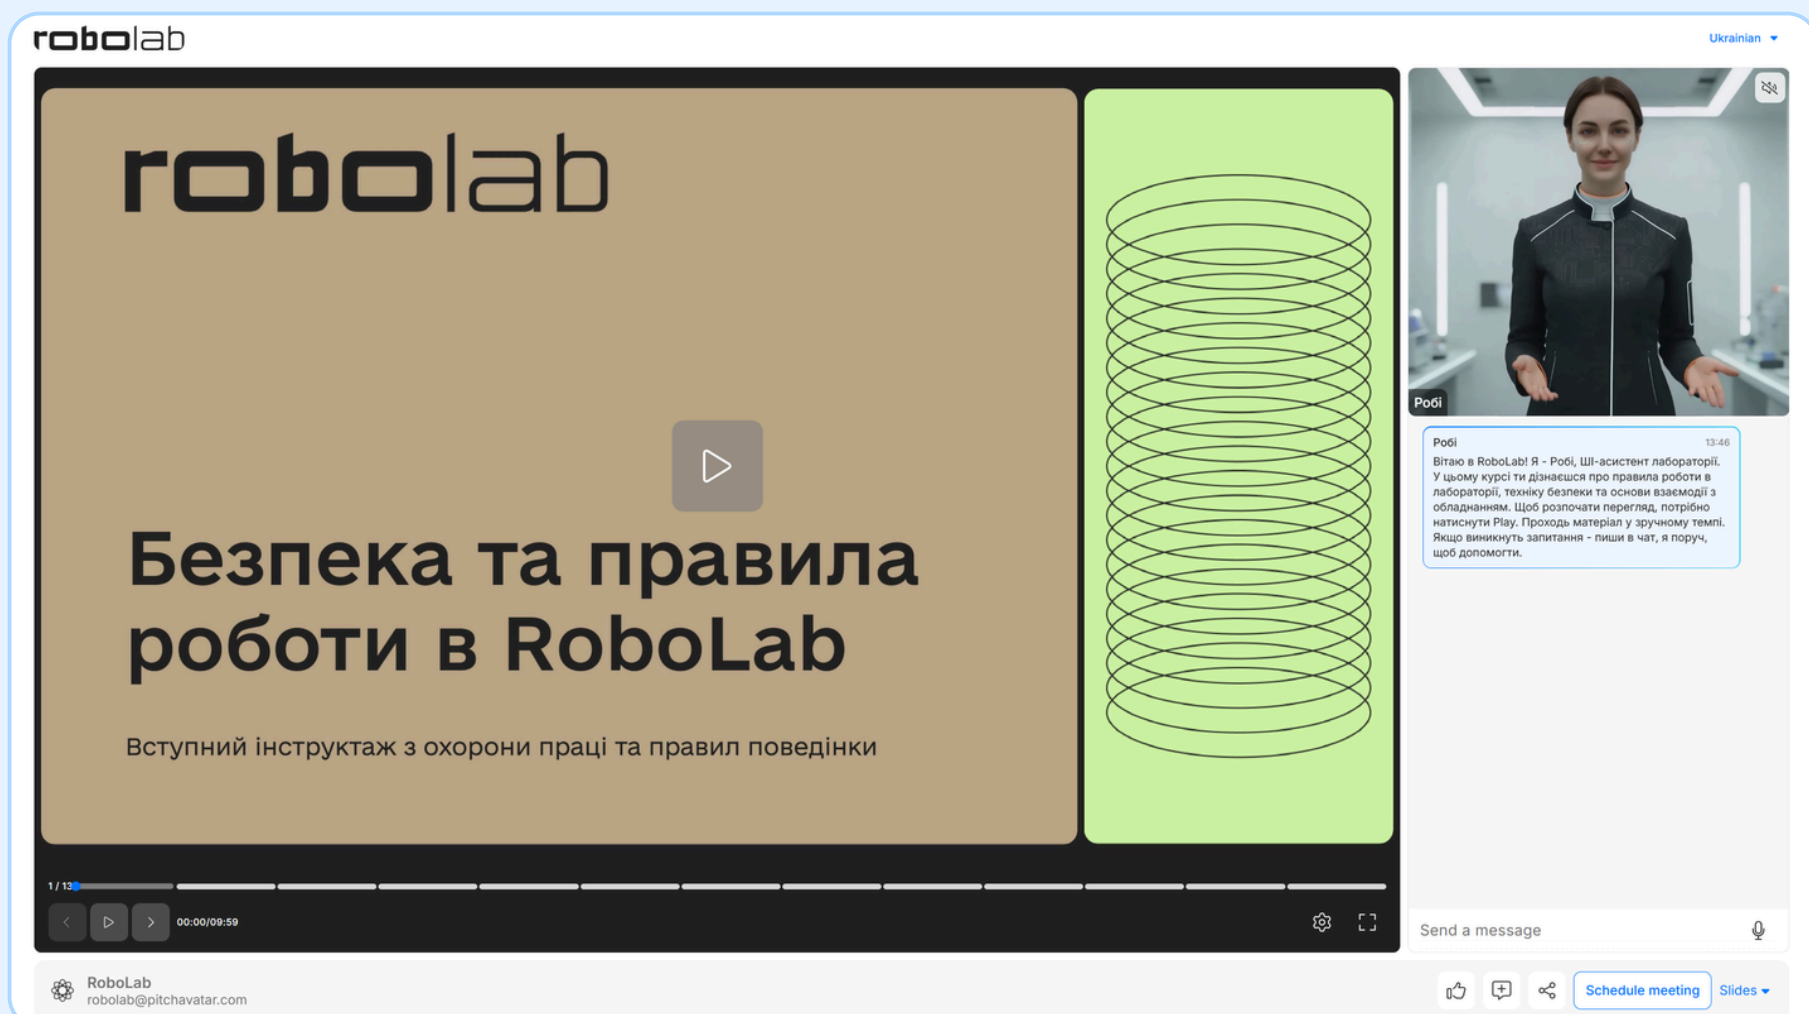 robolab
Ukrainian
robolab
Безпека та правила
роботи в RoboLab
Вступний інструктаж з охорони праці та правил поведінки
1 / 13
00:00/09:59
Робі
Робі 13:46
Вітаю в RoboLab! Я - Робі, ШІ-асистент лабораторії.
У цьому курсі ти дізнаєшся про правила роботи в
лабораторії, техніку безпеки та основи взаємодії з
обладнанням. Щоб розпочати перегляд, потрібно
натиснути Play. Проходь матеріал у зручному темпі.
Якщо виникнуть запитання - пиши в чат, я поруч,
щоб допомогти.
Send a message
RoboLab
robolab@pitchavatar.com
Schedule meeting
Slides